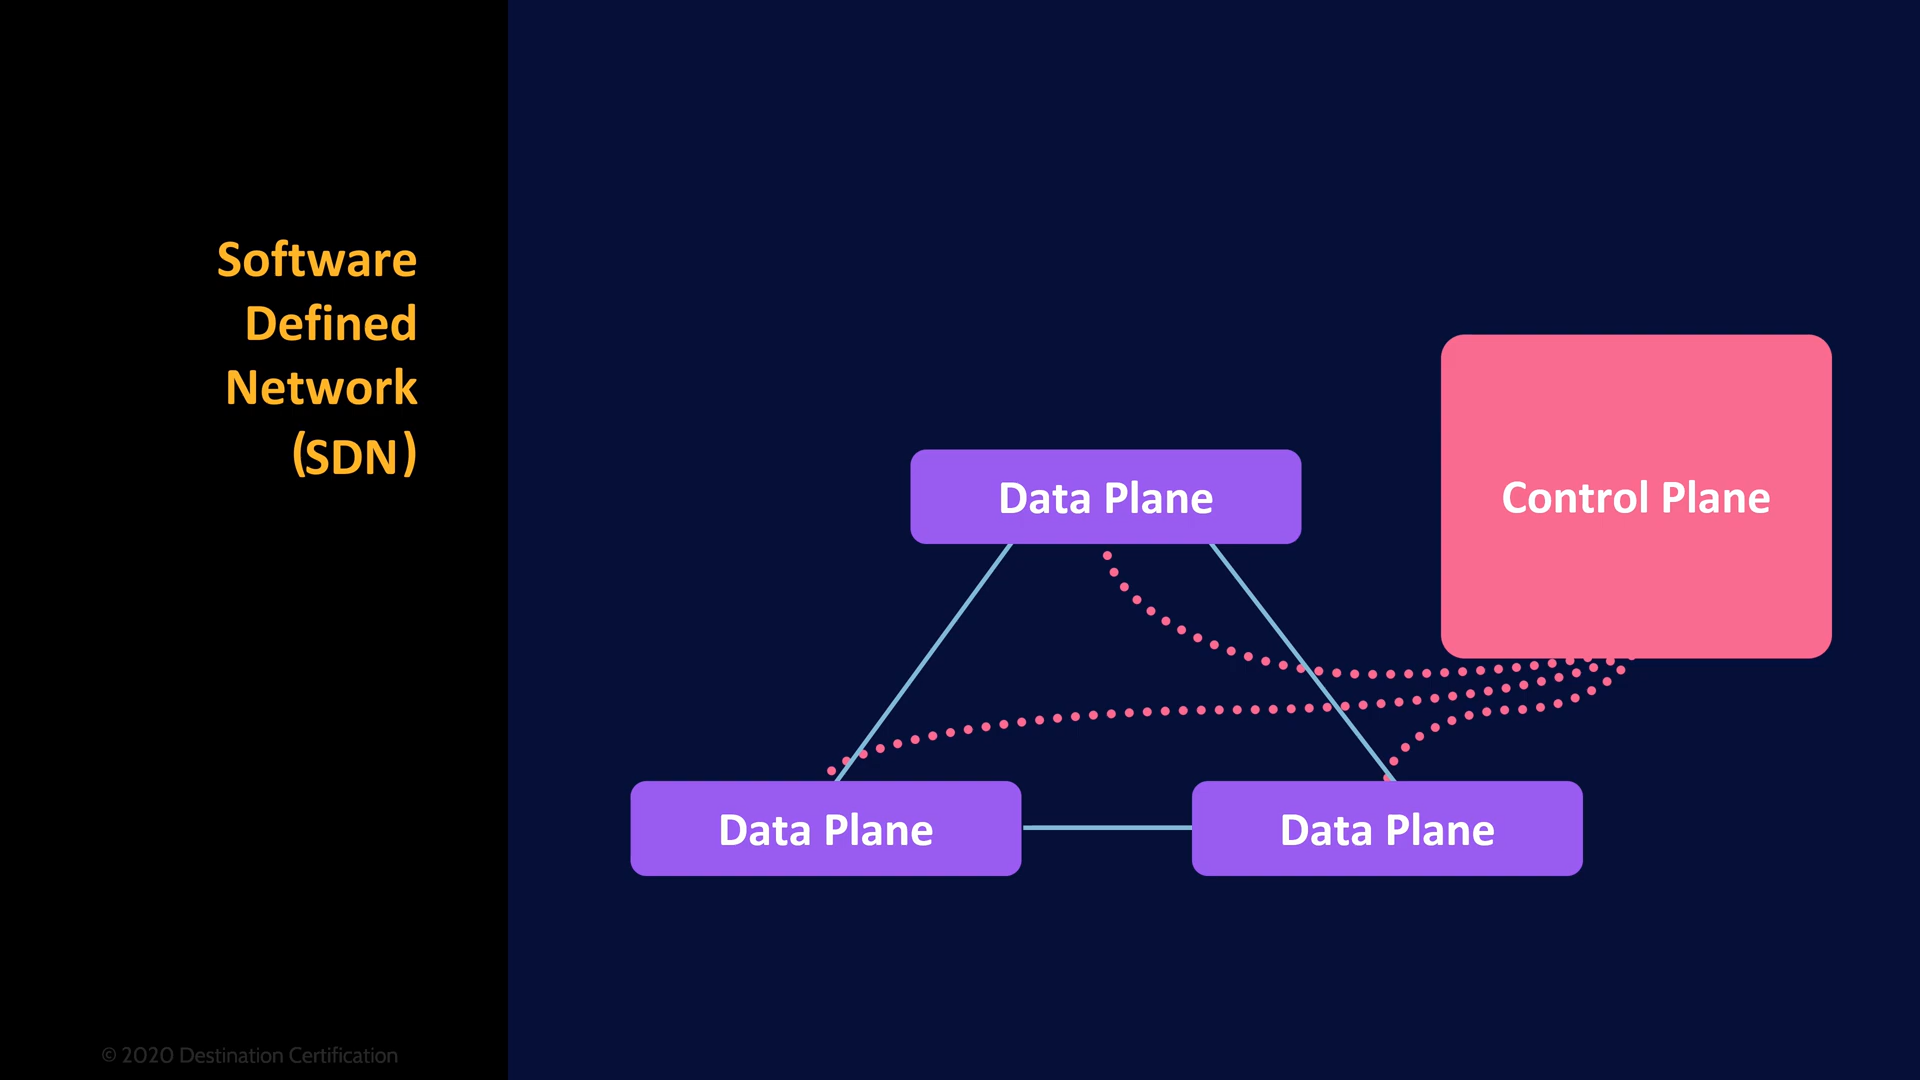 Software
Defined
Network
(SDN)
Data Plane
Control Plane
Data Plane
Data Plane
© 2020 Destination Certification